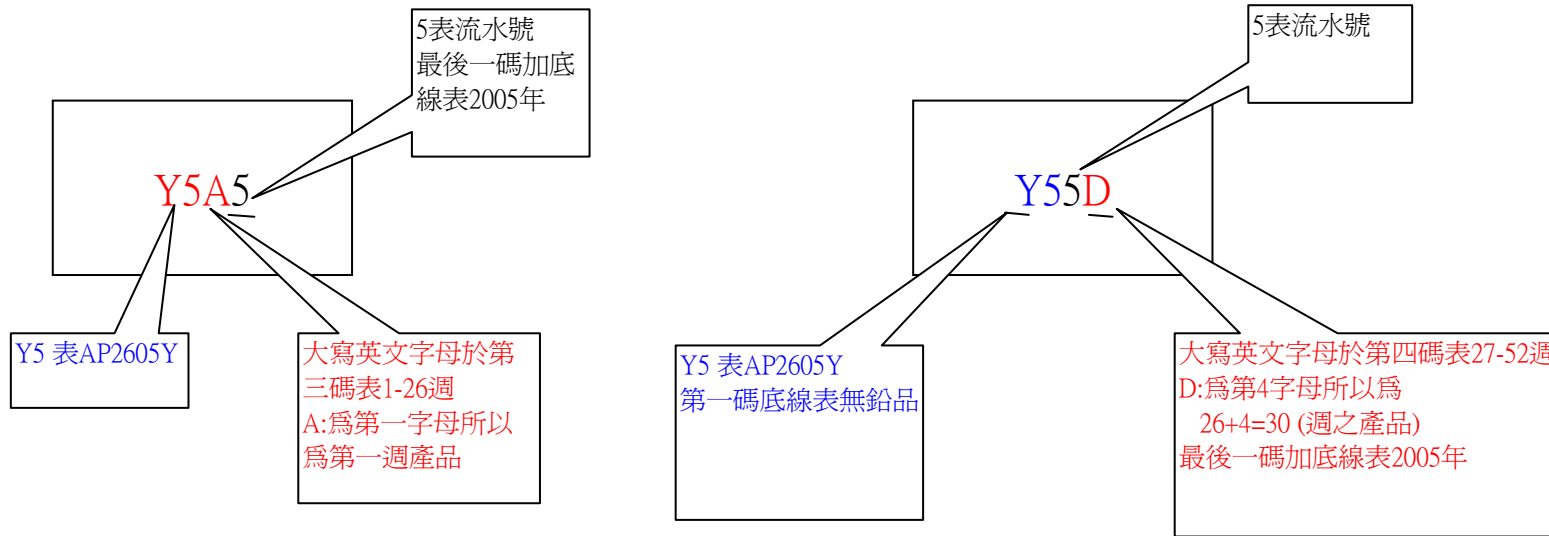 5表流水號
最後一碼加底
線表2005年
Y5A5
Y5 表AP2605Y
大寫英文字母於第
三碼表1-26週
A:爲第一字母所以
爲第一週產品
5表流水號
Y55D
Y5 表AP2605Y
第一碼底線表無鉛品
大寫英文字母於第四碼表27-52週
D:爲第4字母所以爲
26+4=30 (週之產品)
最後一碼加底線表2005年